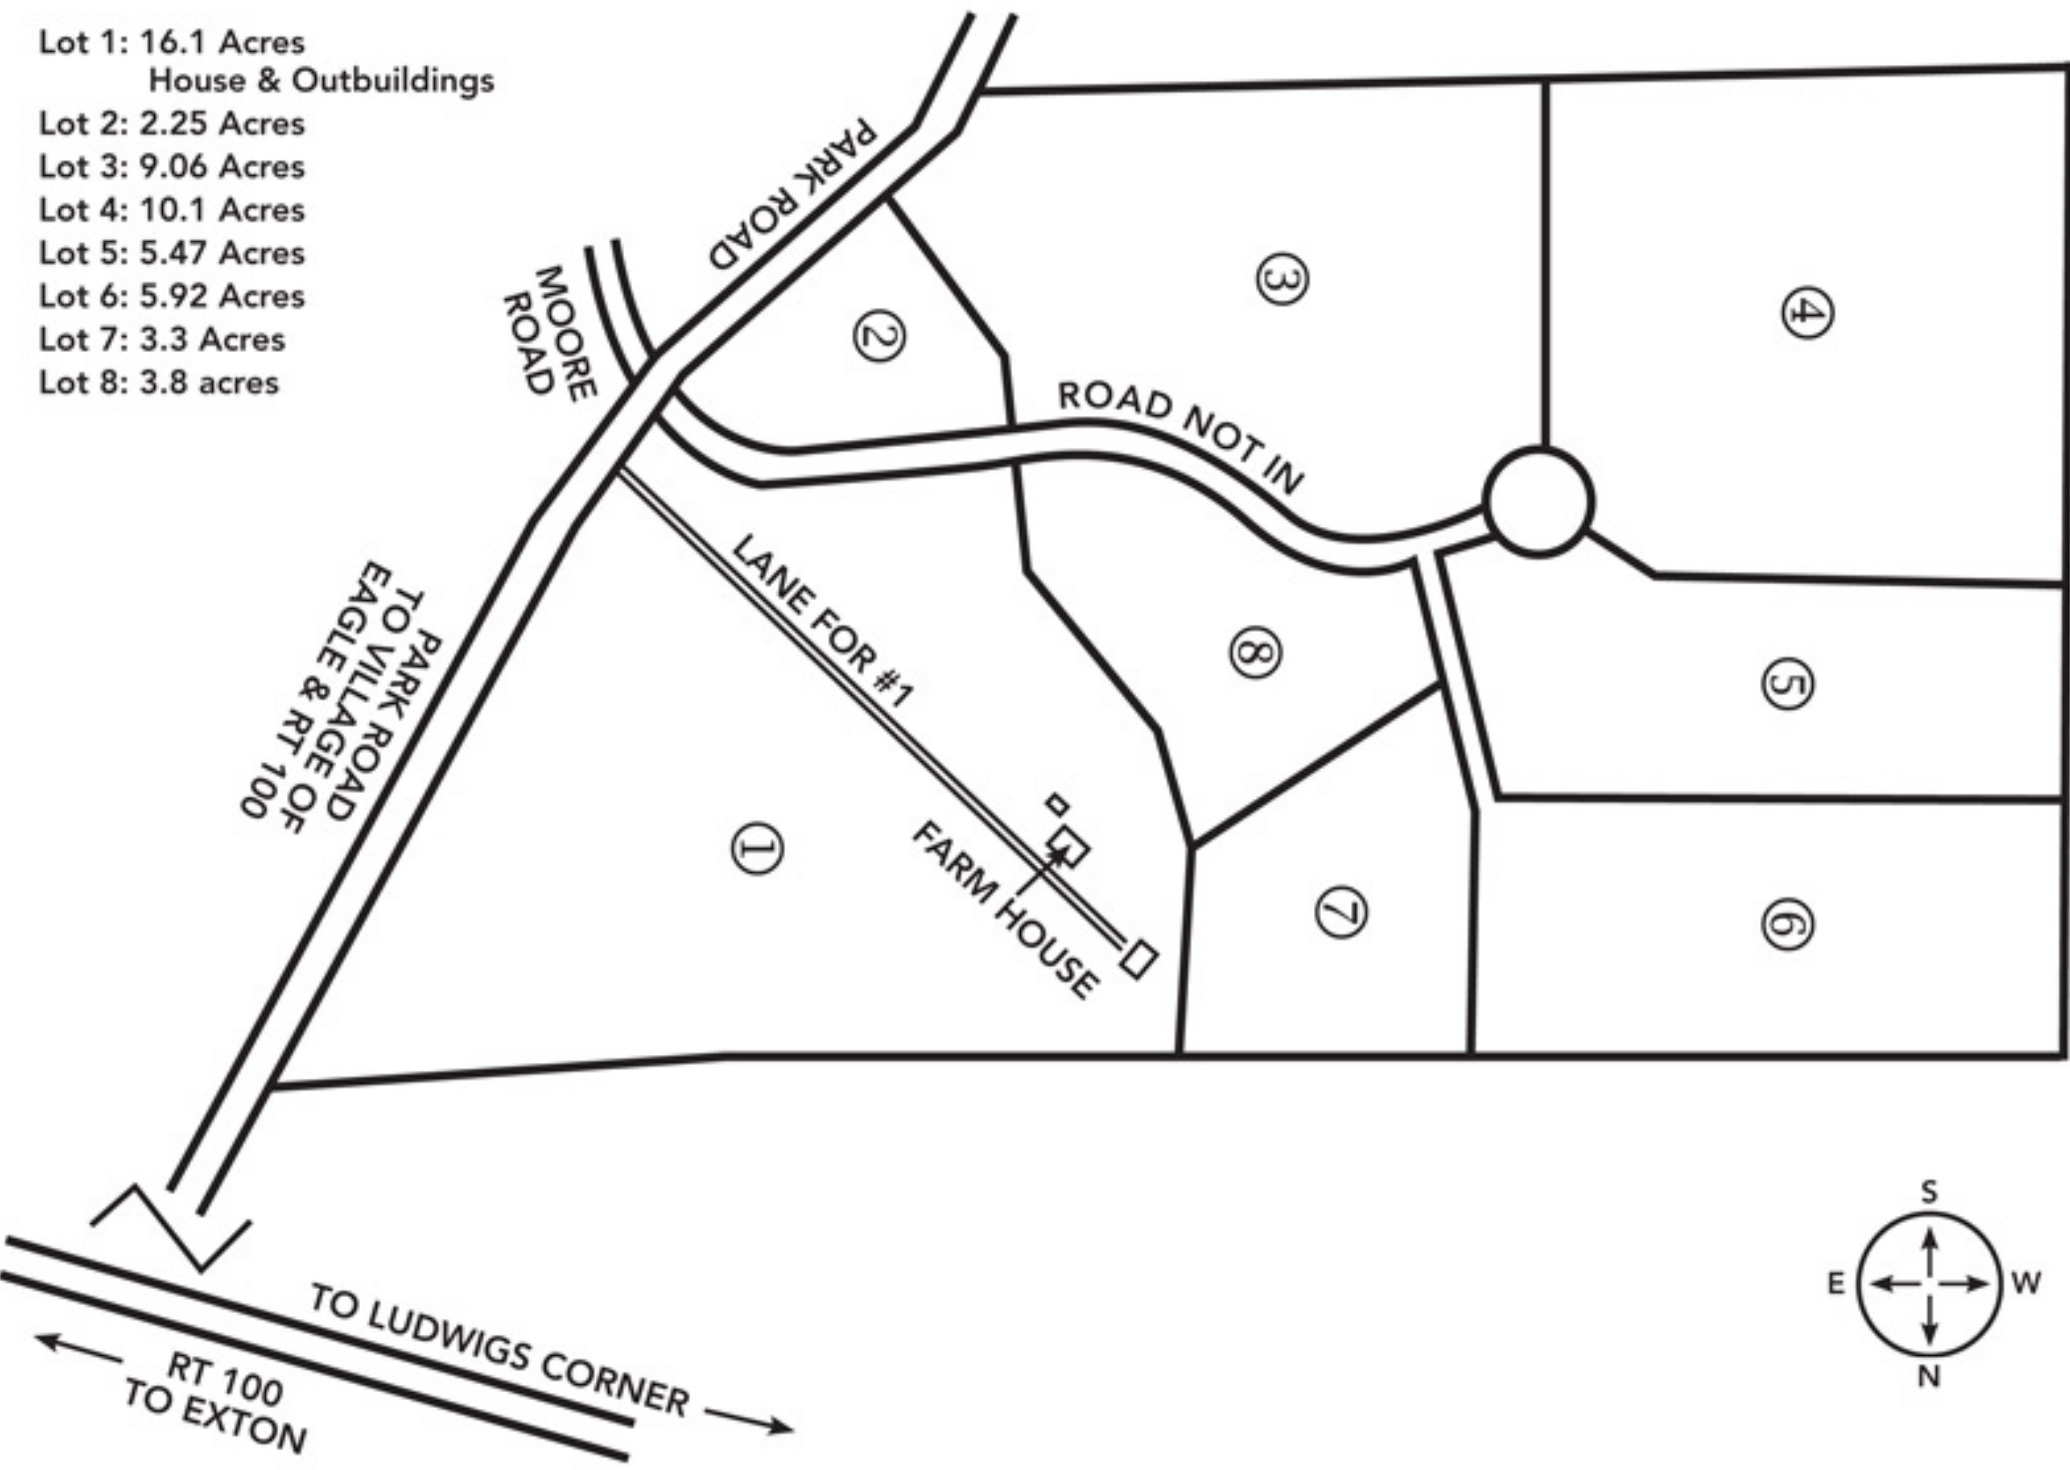 Lot 1: 16.1 Acres
House & Outbuildings
Lot 2: 2.25 Acres
Lot 3: 9.06 Acres
Lot 4: 10.1 Acres
Lot 5: 5.47 Acres
Lot 6: 5.92 Acres
Lot 7: 3.3 Acres
Lot 8: 3.8 acres
PARK ROAD
MOORE
ROAD
②
③
④
ROAD NOT IN
LANE FOR #1
PARK ROAD
TO VILLAGE OF
EAGLE & RT 100
⑧
⑤
①
FARM HOUSE
⑦
⑥
TO LUDWIGS CORNER
RT 100
TO EXTON
S
E
W
N